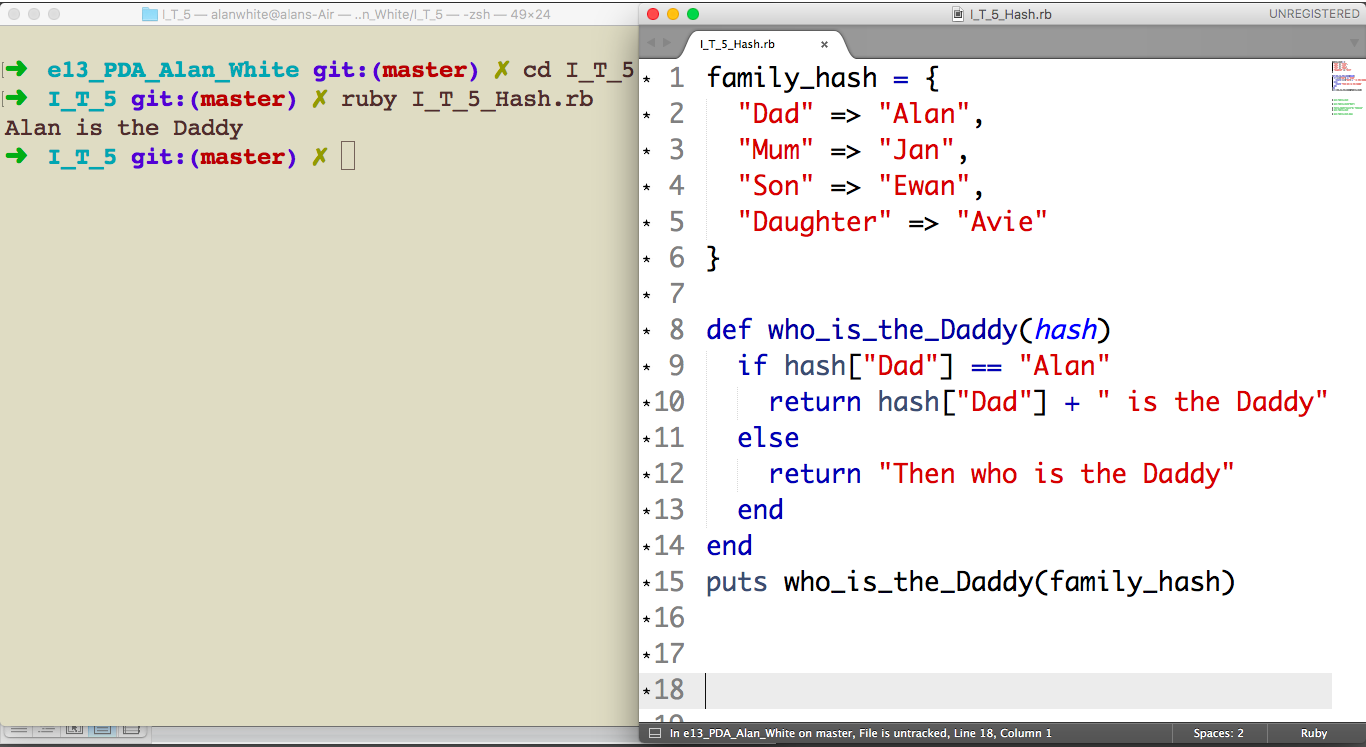 I_T_5 — alanwhite@alans-Air — ..n_White/I_T_5 — -zsh — 49×24
➜ e13_PDA_Alan_White git:(master) ✗ cd I_T_5
➜ I_T_5 git:(master) ✗ ruby I_T_5_Hash.rb
Alan is the Daddy
➜ I_T_5 git:(master) ✗
I_T_5_Hash.rb
UNREGISTERED
I_T_5_Hash.rb ×
1 family_hash = {
2 "Dad" => "Alan",
3 "Mum" => "Jan",
4 "Son" => "Ewan",
5 "Daughter" => "Avie"
6 }
7
8 def who_is_the_Daddy(hash)
9 if hash["Dad"] == "Alan"
10 return hash["Dad"] + " is the Daddy"
11 else
12 return "Then who is the Daddy"
13 end
14 end
15 puts who_is_the_Daddy(family_hash)
16
17
18
19
In e13_PDA_Alan_White on master, File is untracked, Line 18, Column 1
Spaces: 2
Ruby